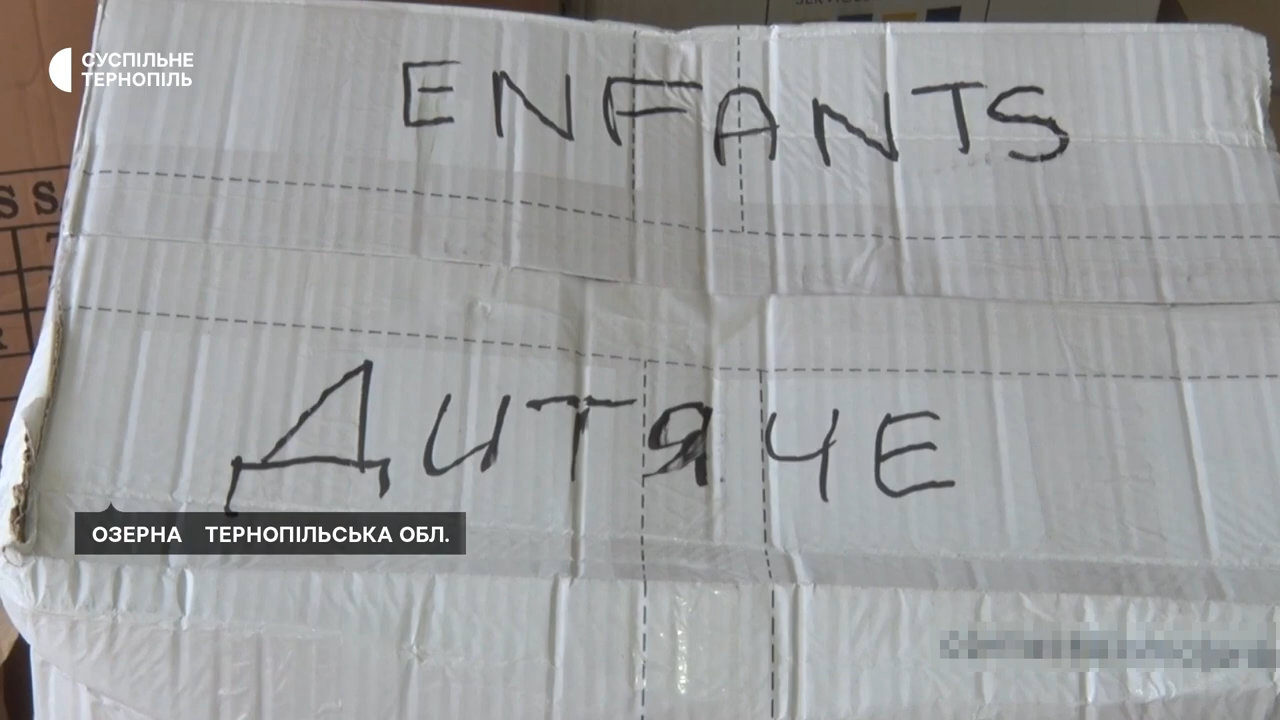 СУСПІЛЬНЕ
ТЕРНОПІЛЬ
ENFANTS
ДИТЯЧЕ
ОЗЕРНА ТЕРНОПІЛЬСЬКА ОБЛ.